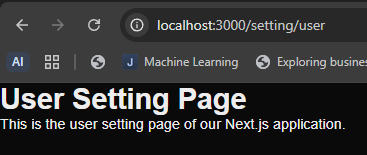 localhost:3000/setting/user
AI
J Machine Learning
Exploring busines
User Setting Page
This is the user setting page of our Next.js application.